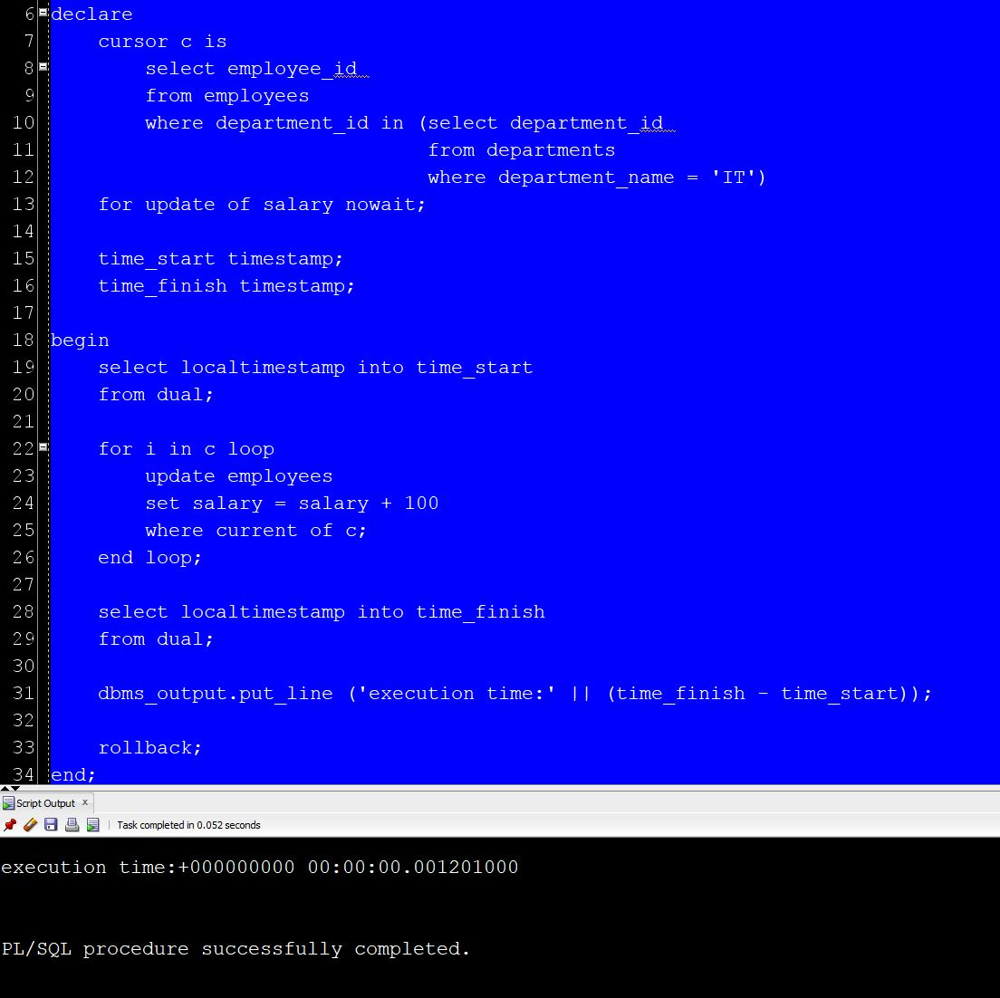 6 declare
7 cursor c is
8 select employee_id
9 from employees
10 where department_id in (select department_id
11 from departments
12 where department_name = 'IT')
13 for update of salary nowait;
14
15 time_start timestamp;
16 time_finish timestamp;
17
18 begin
19 select localtimestamp into time_start
20 from dual;
21
22 for i in c loop
23 update employees
24 set salary = salary + 100
25 where current of c;
26 end loop;
27
28 select localtimestamp into time_finish
29 from dual;
30
31 dbms_output.put_line ('execution time:' || (time_finish - time_start));
32
33 rollback;
34 end;
Script Output x
Task completed in 0.052 seconds
execution time:+000000000 00:00:00.001201000
PL/SQL procedure successfully completed.